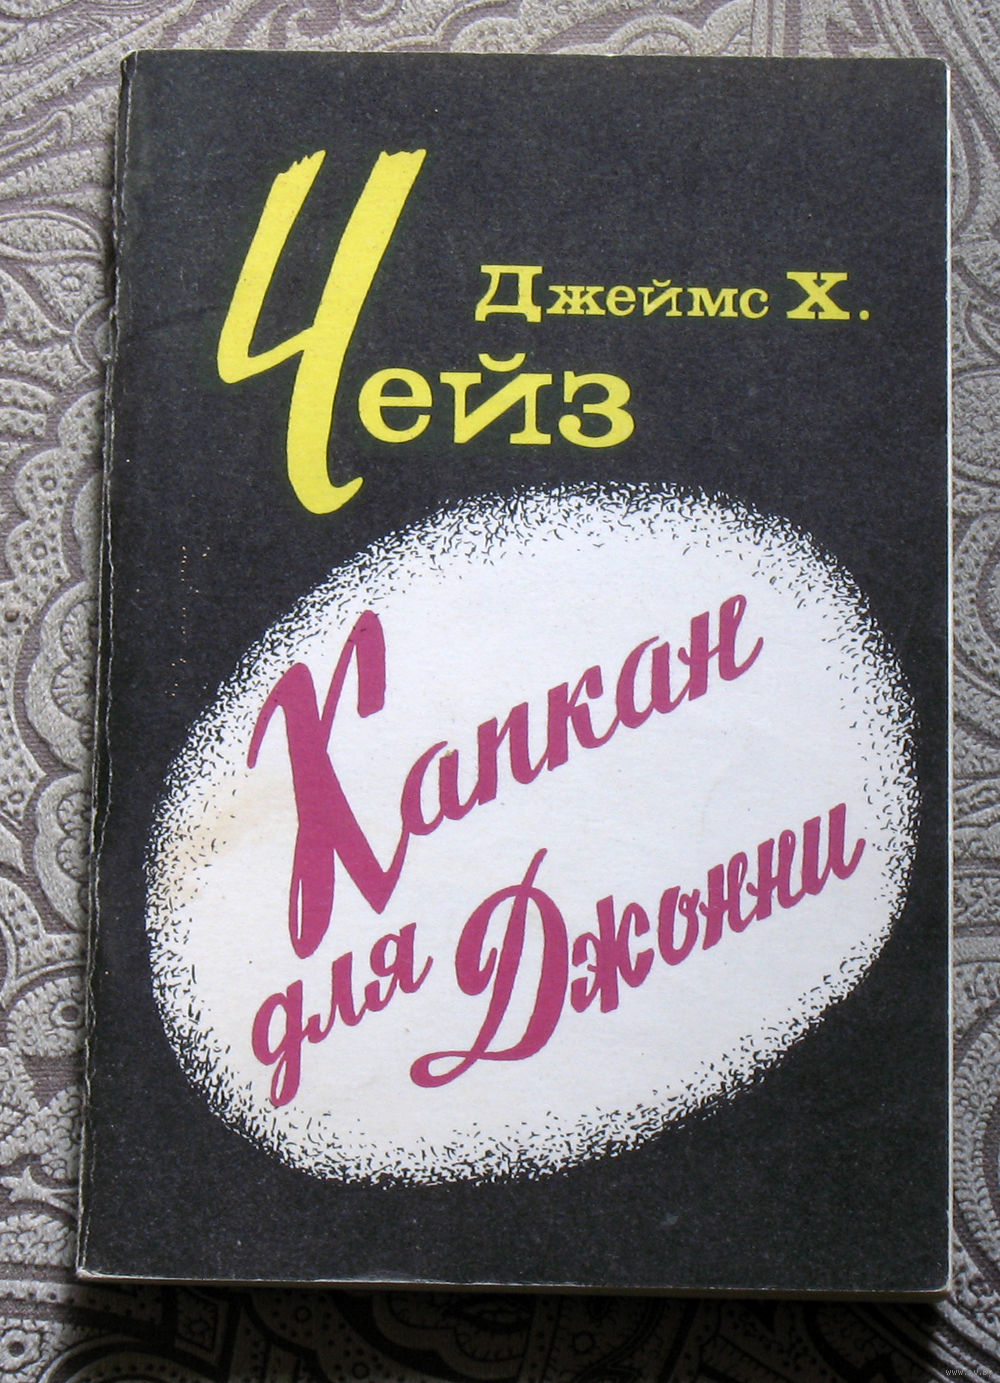 Джеймс Х.
Чейз
Капкан
для Джонни